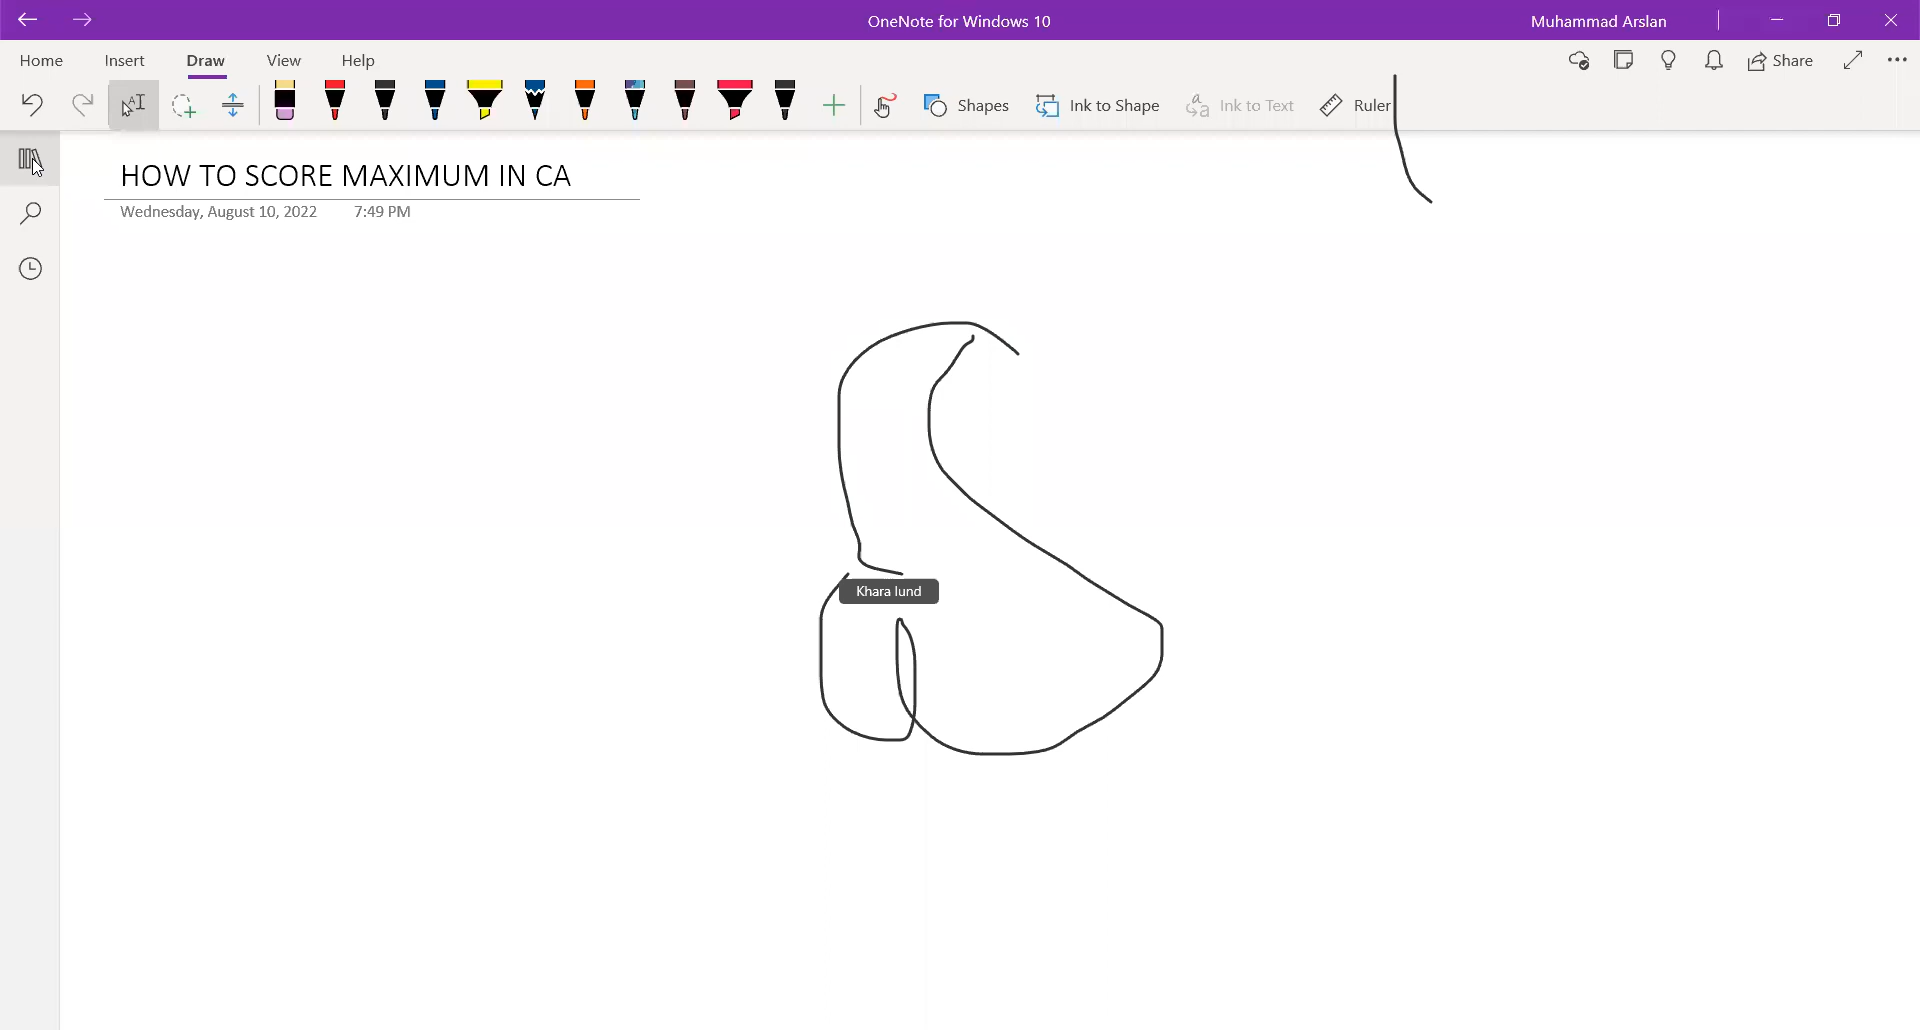 OneNote for Windows 10
Muhammad Arslan
Home Insert Draw View Help
Share
Shapes Ink to Shape Ink to Text Ruler
HOW TO SCORE MAXIMUM IN CA
Wednesday, August 10, 2022 7:49 PM
Khara lund